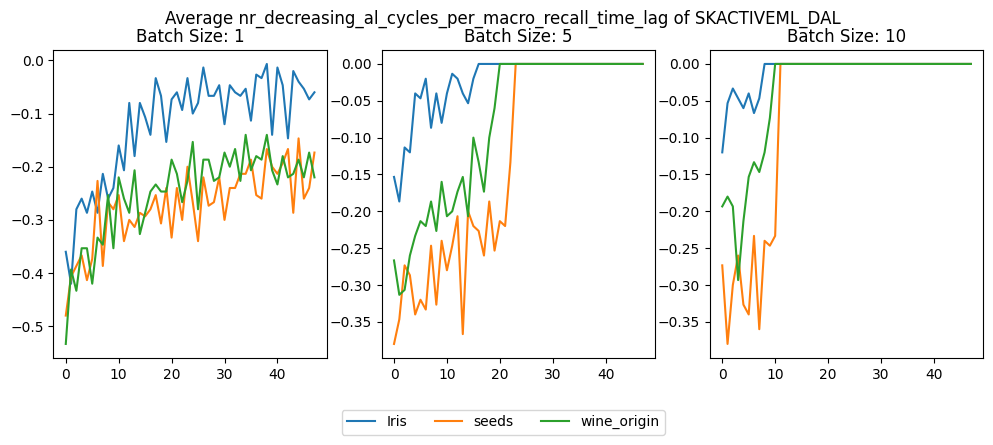 Average nr_decreasing_al_cycles_per_macro_recall_time_lag of SKACTIVEML_DAL
Batch Size: 1
0.0
−0.1
−0.2
−0.3
−0.4
−0.5
0 10 20 30 40
Batch Size: 5
0.00
−0.05
−0.10
−0.15
−0.20
−0.25
−0.30
−0.35
0 10 20 30 40
Batch Size: 10
0.00
−0.05
−0.10
−0.15
−0.20
−0.25
−0.30
−0.35
0 10 20 30 40
Iris seeds wine_origin